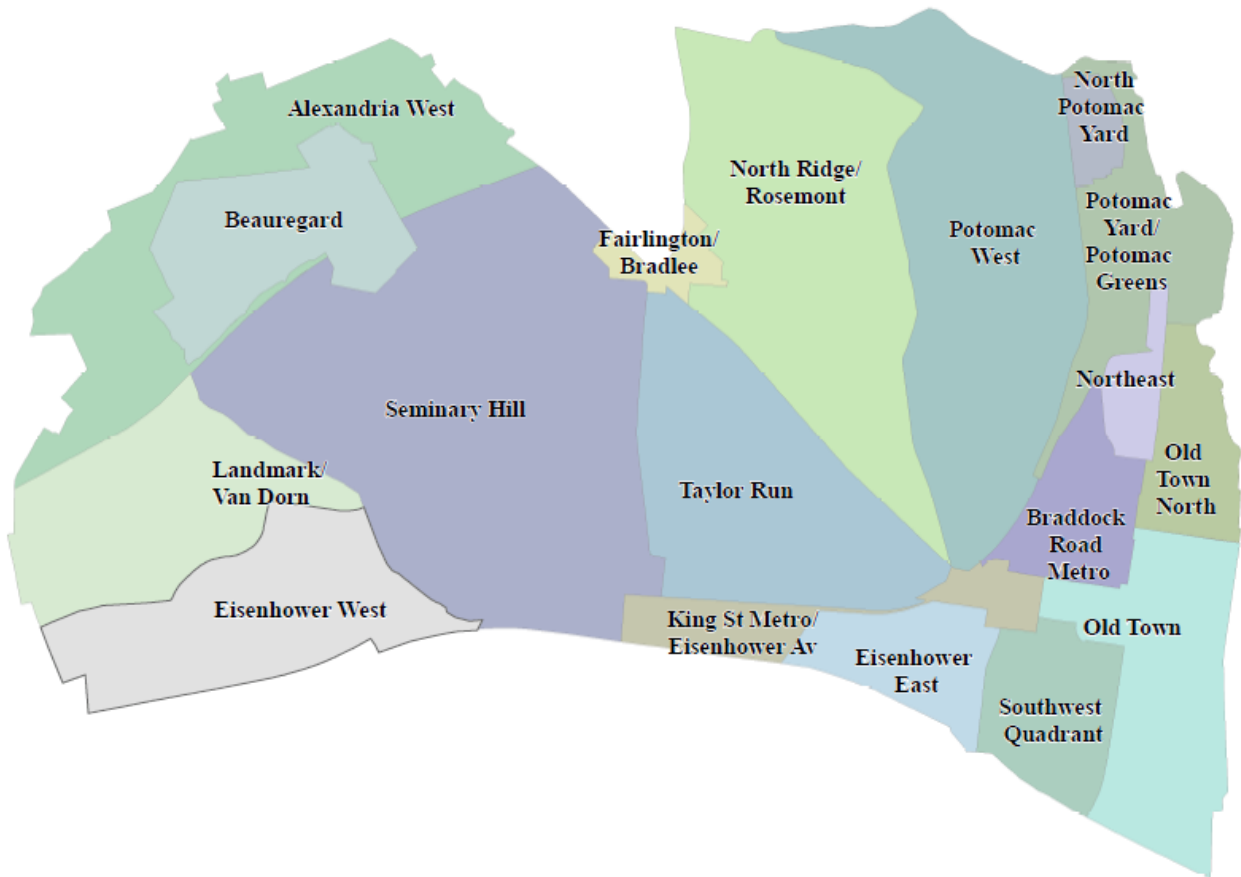 Alexandria West
Beauregard
North Ridge/
Rosemont
Fairlington/
Bradlee
Potomac
West
North
Potomac
Yard
Potomac
Yard/
Potomac
Greens
Northeast
Seminary Hill
Landmark/
Van Dorn
Taylor Run
Old
Town
North
Braddock
Road
Metro
Eisenhower West
King St Metro/
Eisenhower Av
Old Town
Eisenhower
East
Southwest
Quadrant